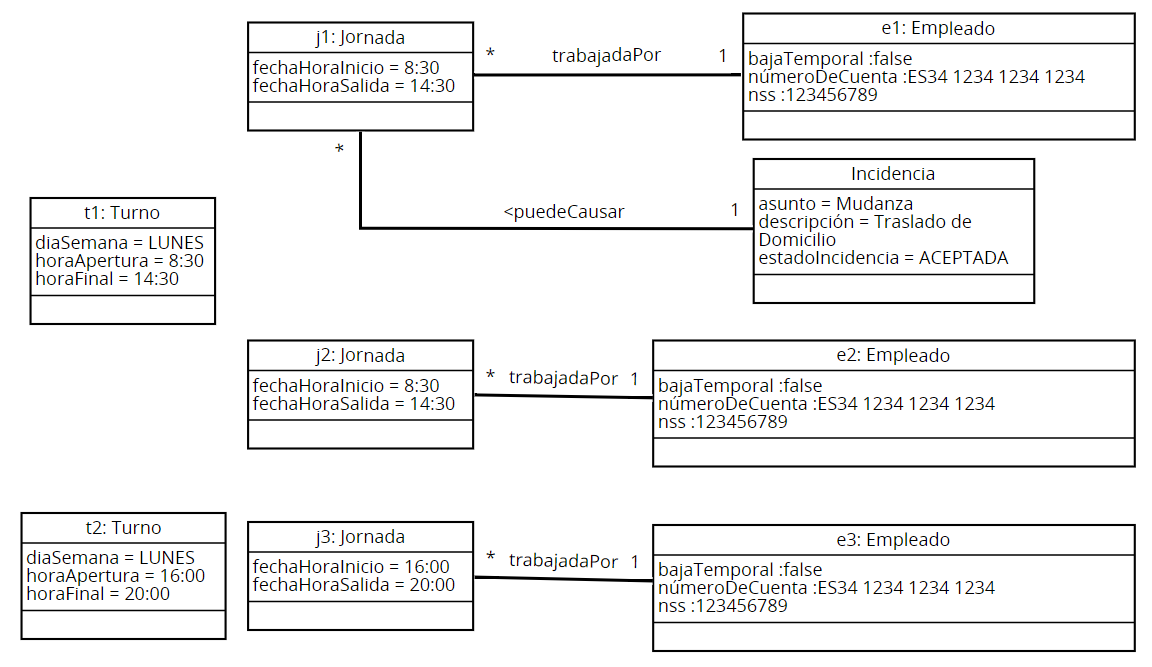 j1: Jornada
fechaHoraInicio = 8:30
fechaHoraSalida = 14:30
* trabajadaPor 1
e1: Empleado
bajaTemporal :false
númeroDeCuenta :ES34 1234 1234 1234
nss :123456789
*
<puedeCausar 1
Incidencia
asunto = Mudanza
descripción = Traslado de
Domicilio
estadoIncidencia = ACEPTADA
t1: Turno
diaSemana = LUNES
horaApertura = 8:30
horaFinal = 14:30
j2: Jornada
fechaHoraInicio = 8:30
fechaHoraSalida = 14:30
* trabajadaPor 1
e2: Empleado
bajaTemporal :false
númeroDeCuenta :ES34 1234 1234 1234
nss :123456789
t2: Turno
diaSemana = LUNES
horaApertura = 16:00
horaFinal = 20:00
j3: Jornada
fechaHoraInicio = 16:00
fechaHoraSalida = 20:00
* trabajadaPor 1
e3: Empleado
bajaTemporal :false
númeroDeCuenta :ES34 1234 1234 1234
nss :123456789